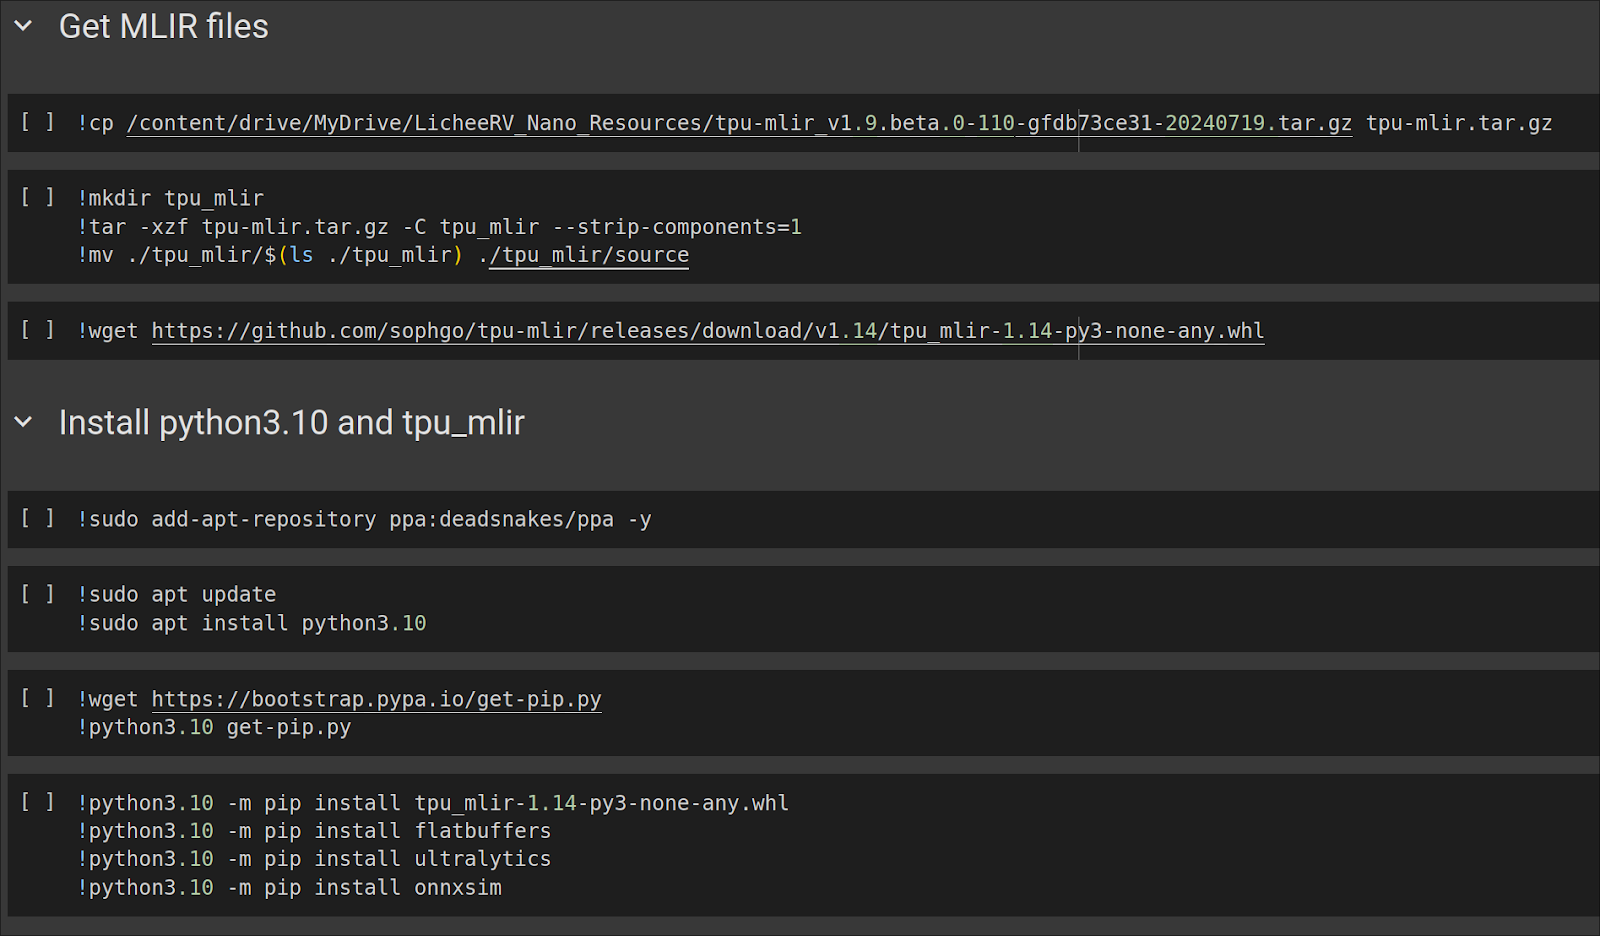 Get MLIR files
[ ] !cp /content/drive/MyDrive/LicheeRV_Nano_Resources/tpu-mlir_v1.9.beta.0-110-gfdb73ce31-20240719.tar.gz tpu-mlir.tar.gz
[ ] !mkdir tpu_mlir
!tar -xzf tpu-mlir.tar.gz -C tpu_mlir --strip-components=1
!mv ./tpu_mlir/$(ls ./tpu_mlir) ./tpu_mlir/source
[ ] !wget https://github.com/sophgo/tpu-mlir/releases/download/v1.14/tpu_mlir-1.14-py3-none-any.whl
Install python3.10 and tpu_mlir
[ ] !sudo add-apt-repository ppa:deadsnakes/ppa -y
[ ] !sudo apt update
!sudo apt install python3.10
[ ] !wget https://bootstrap.pypa.io/get-pip.py
!python3.10 get-pip.py
[ ] !python3.10 -m pip install tpu_mlir-1.14-py3-none-any.whl
!python3.10 -m pip install flatbuffers
!python3.10 -m pip install ultralytics
!python3.10 -m pip install onnxsim